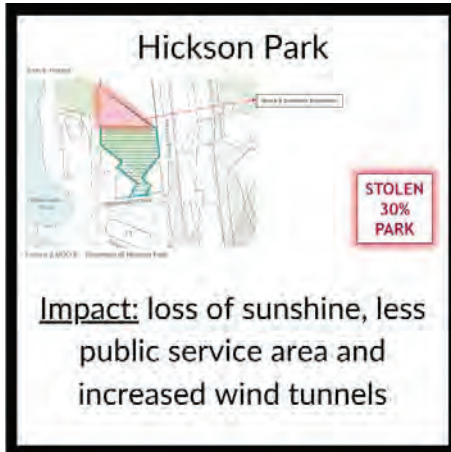 Hickson Park
STOLEN
30%
PARK
Impact: loss of sunshine, less
public service area and
increased wind tunnels